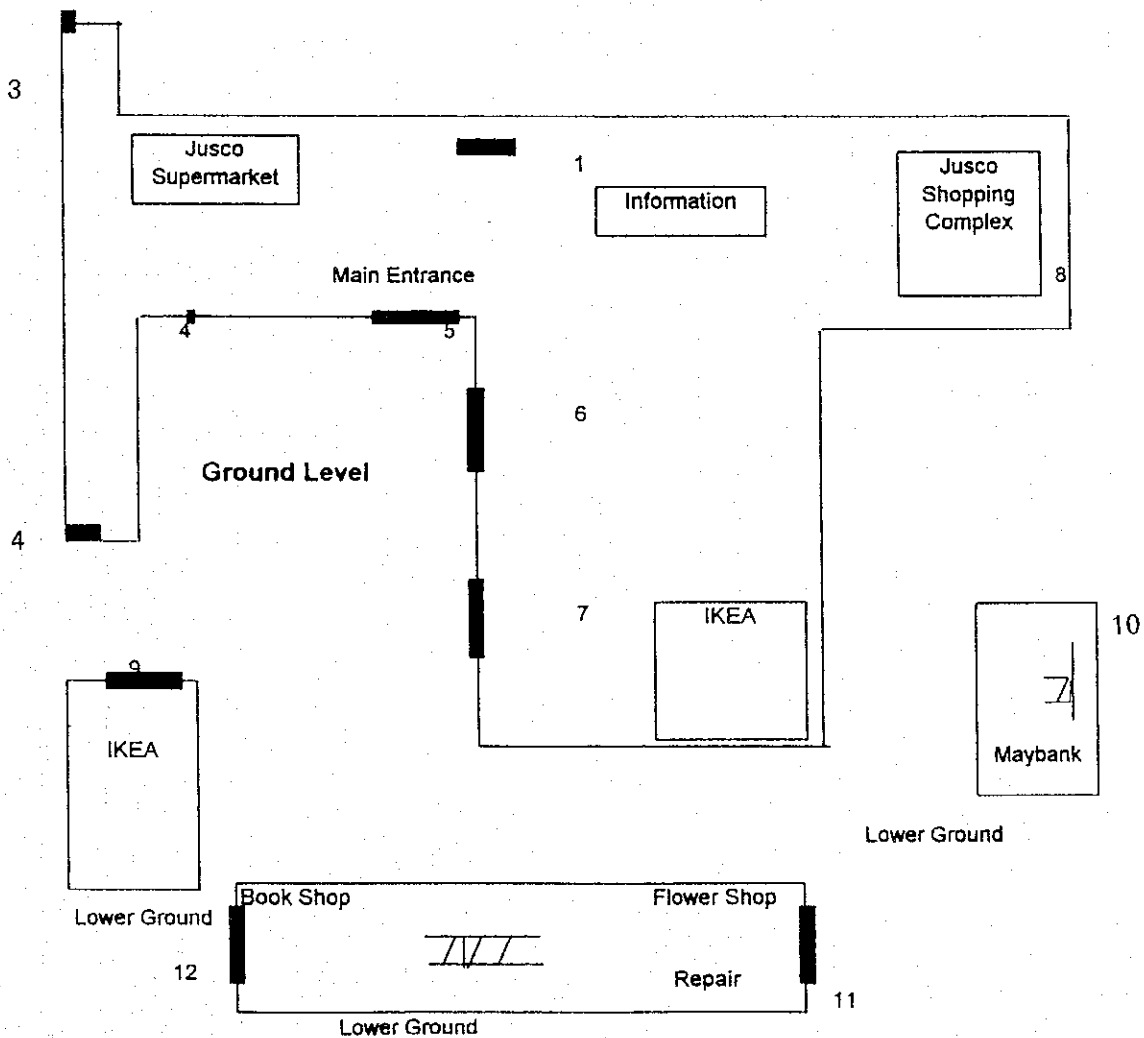 3
Jusco
Supermarket
1
Information
Jusco
Shopping
Complex
8
Main Entrance
4
5
6
Ground Level
4
7
IKEA
10
9
IKEA
Maybank
Lower Ground
Book Shop
Flower Shop
Lower Ground
12
Repair
11
Lower Ground